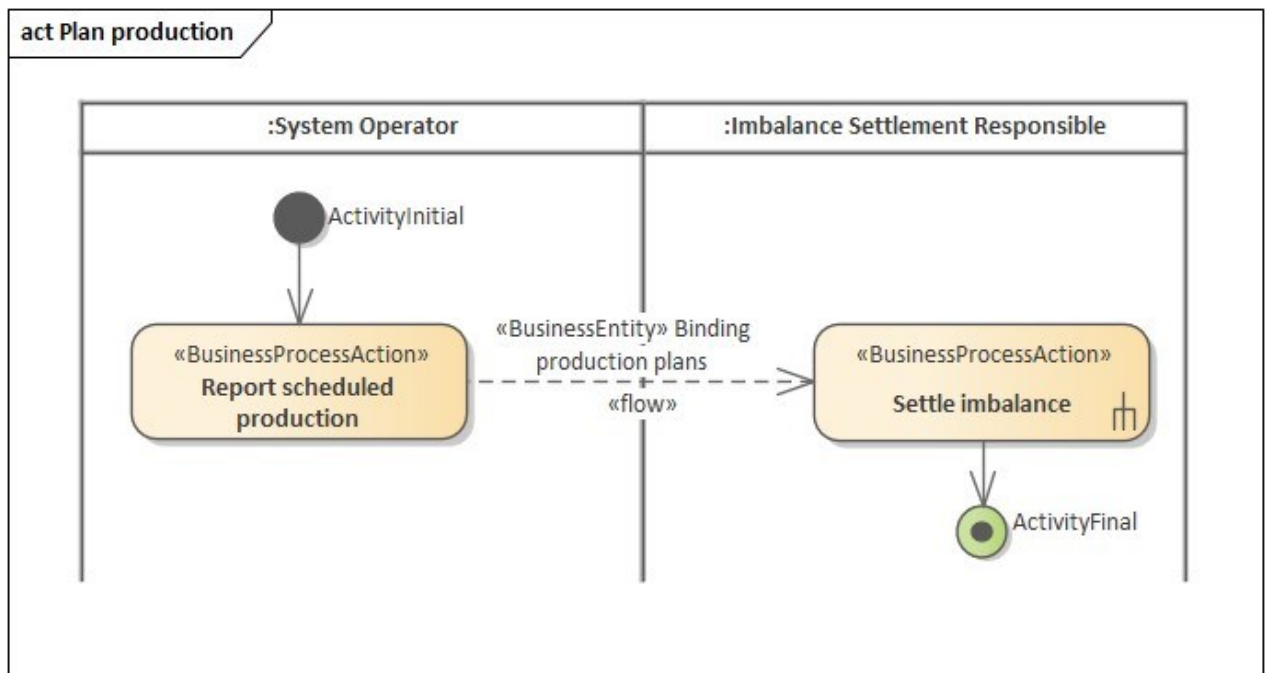 act Plan production
:System Operator
:Imbalance Settlement Responsible
ActivityInitial
«BusinessProcessAction»
Report scheduled
production
«BusinessEntity» Binding
production plans
«flow»
«BusinessProcessAction»
Settle imbalance
ActivityFinal